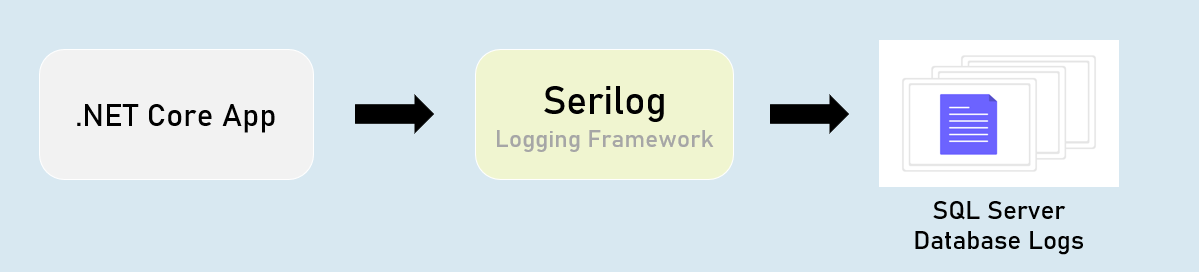 .NET Core App
Serilog
Logging Framework
SQL Server
Database Logs